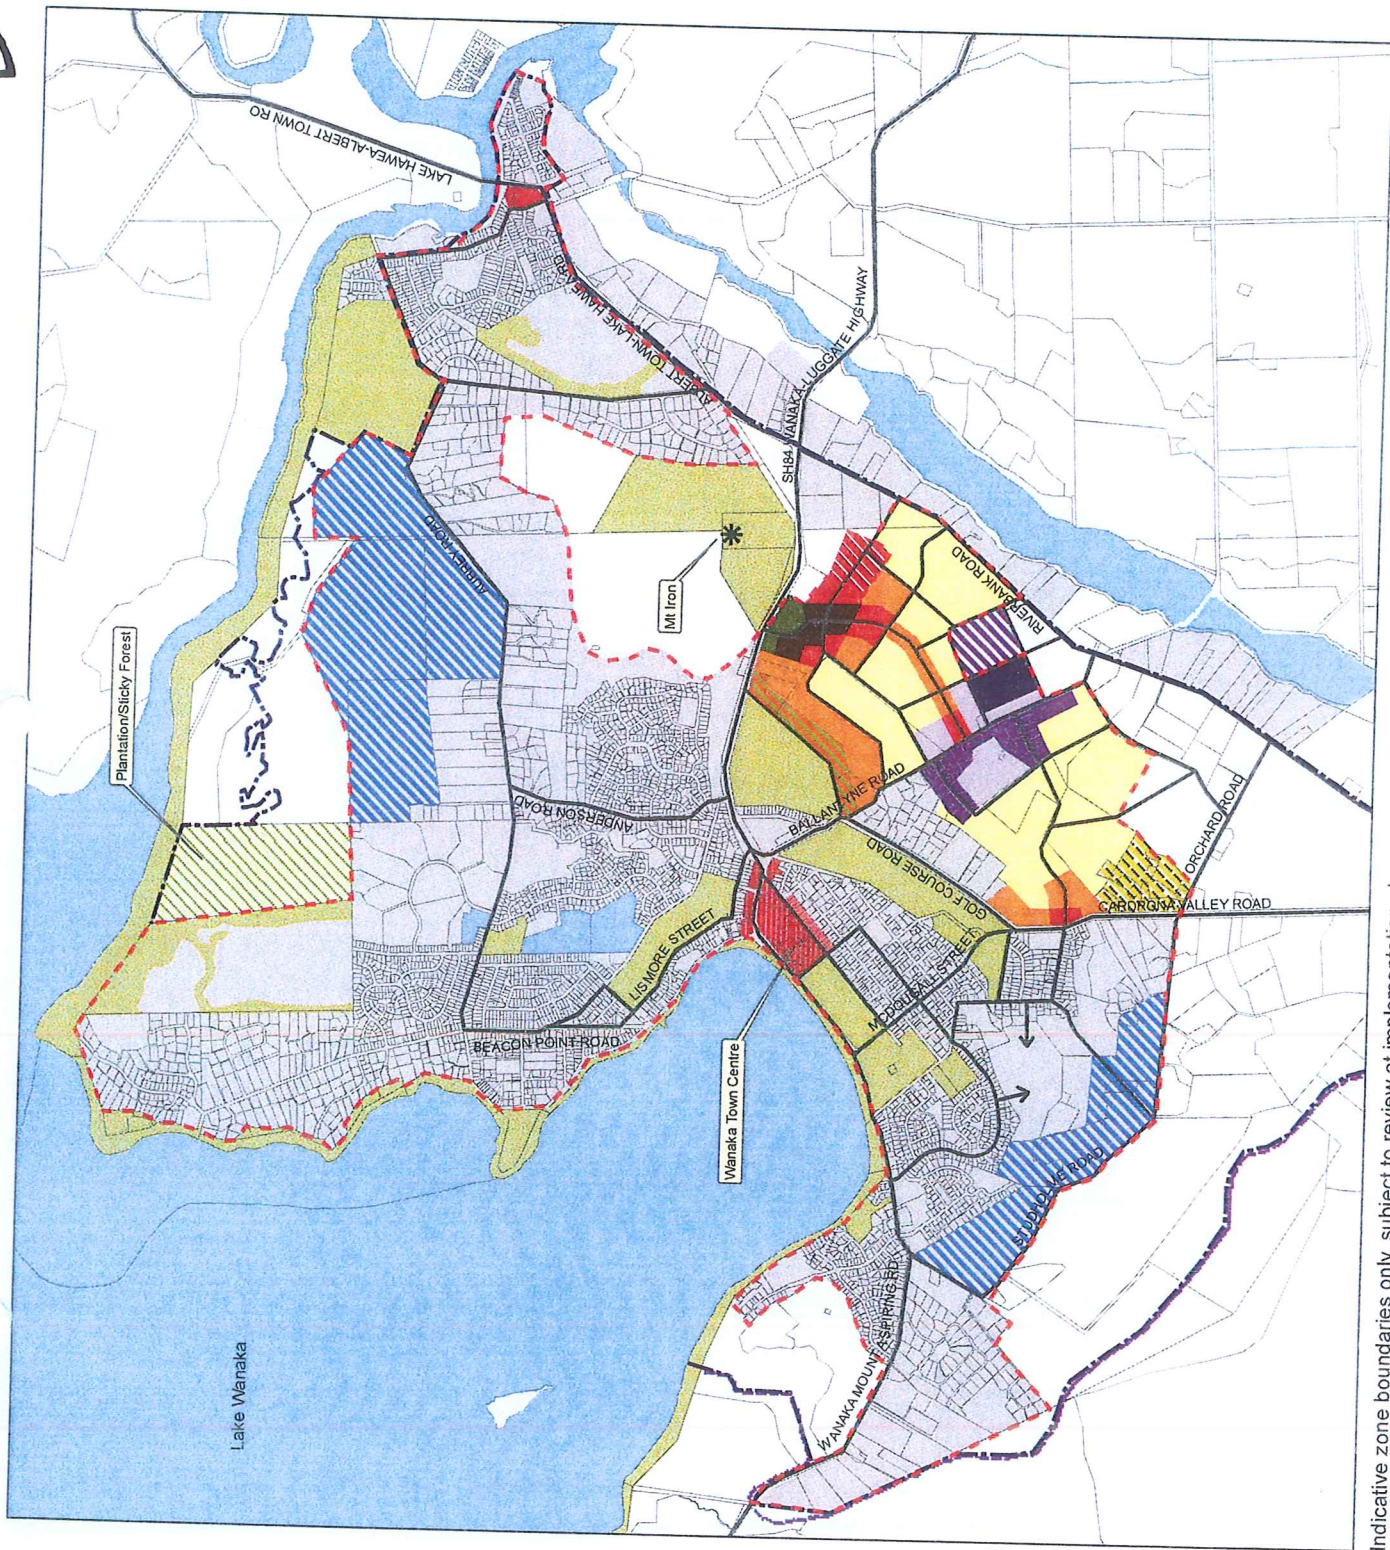 LAKE HAWEA-ALBERT TOWN RO
ALBERT TOWN-LAKE HAWEA RD
SH84 WANAKA-LUGGATE HIGHWAY
Plantation/Sticky Forest
AUBREY ROAD
Mt Iron
RIVERBANK ROAD
ANDERSON ROAD
BALLANTYNE ROAD
ORCHARD ROAD
GOLF COURSE ROAD
CARDRONA VALLEY ROAD
LISMORE STREET
MCDOUGALL STREET
BEACON POINT ROAD
Wanaka Town Centre
STUDHOLME ROAD
WANAKA MOUNT ASPIRING RD
Lake Wanaka
Indicative zone boundaries only, subject to review at implementation